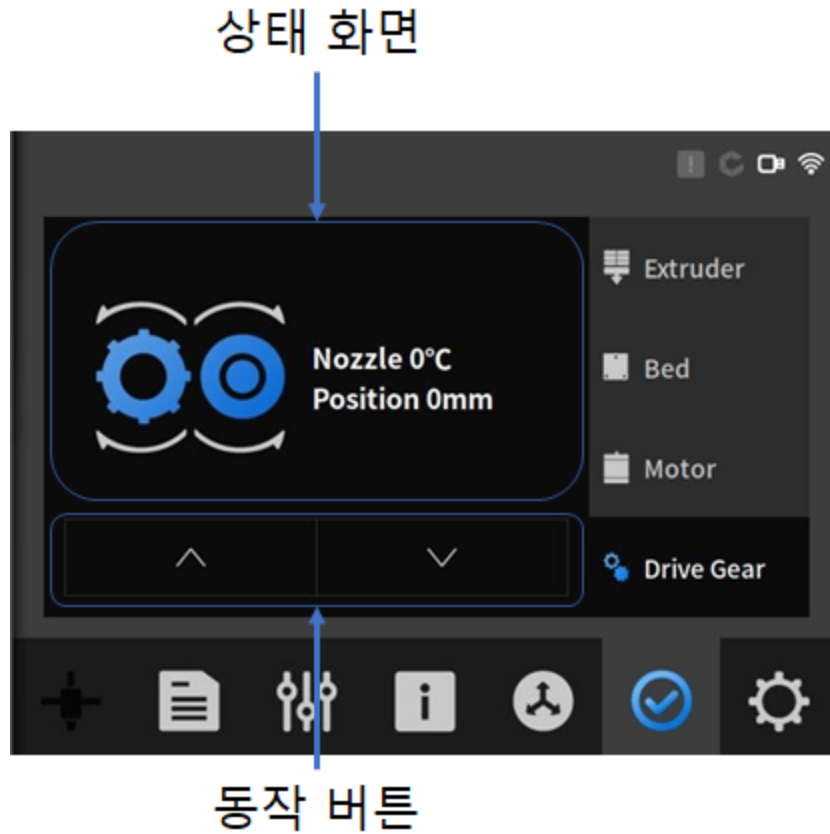 상태 화면
Extruder
Nozzle 0℃
Position 0mm
Bed
Motor
Drive Gear
동작 버튼